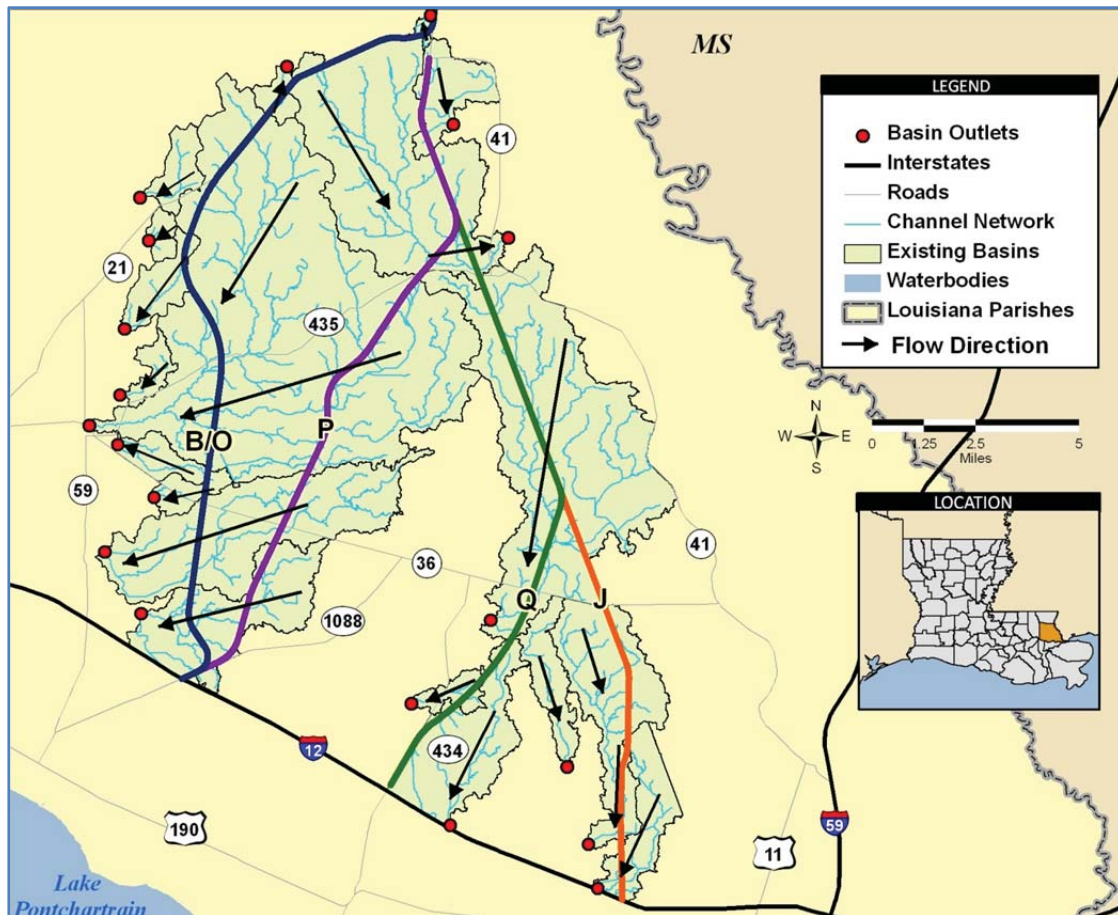 MS
LEGEND
Basin Outlets
Interstates
Roads
Channel Network
Existing Basins
Waterbodies
Louisiana Parishes
Flow Direction
41
21
435
B/O
P
N
W E
S
0 1.25 2.5 5
Miles
59
LOCATION
36
41
Q
J
1088
12
434
190
11
59
Lake
Pontchartrain